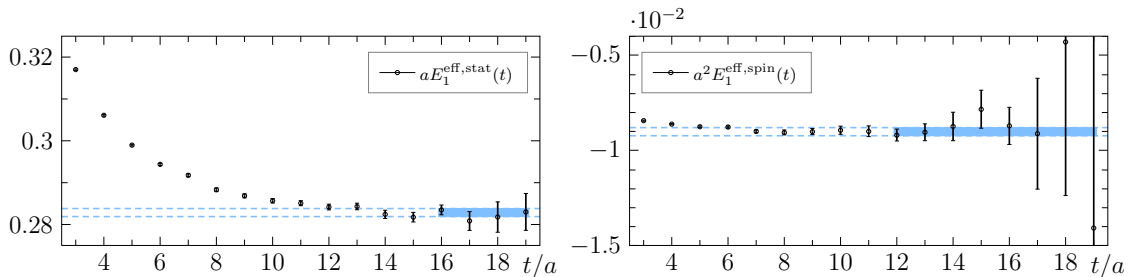 0.32
0.3
0.28
4 6 8 10 12 14 16 18 t/a
aE₁^{eff,stat}(t)
·10⁻²
−0.5
−1
−1.5
4 6 8 10 12 14 16 18 t/a
a²E₁^{eff,spin}(t)